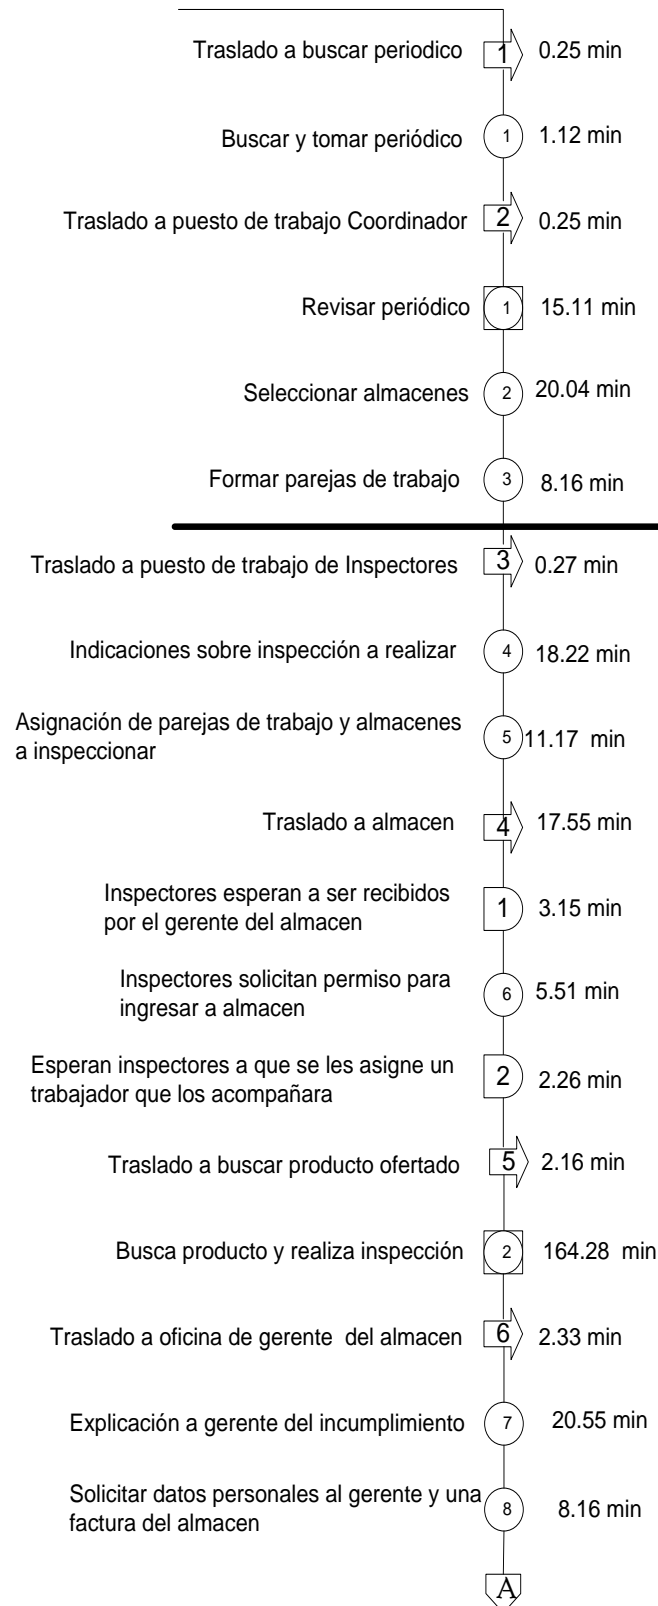 Traslado a buscar periodico 1 0.25 min
Buscar y tomar periódico 1 1.12 min
Traslado a puesto de trabajo Coordinador 2 0.25 min
Revisar periódico 1 15.11 min
Seleccionar almacenes 2 20.04 min
Formar parejas de trabajo 3 8.16 min
Traslado a puesto de trabajo de Inspectores 3 0.27 min
Indicaciones sobre inspección a realizar 4 18.22 min
Asignación de parejas de trabajo y almacenes
a inspeccionar 5 11.17 min
Traslado a almacen 4 17.55 min
Inspectores esperan a ser recibidos
por el gerente del almacen 1 3.15 min
Inspectores solicitan permiso para
ingresar a almacen 6 5.51 min
Esperan inspectores a que se les asigne un
trabajador que los acompañara 2 2.26 min
Traslado a buscar producto ofertado 5 2.16 min
Busca producto y realiza inspección 2 164.28 min
Traslado a oficina de gerente del almacen 6 2.33 min
Explicación a gerente del incumplimiento 7 20.55 min
Solicitar datos personales al gerente y una
factura del almacen 8 8.16 min
A